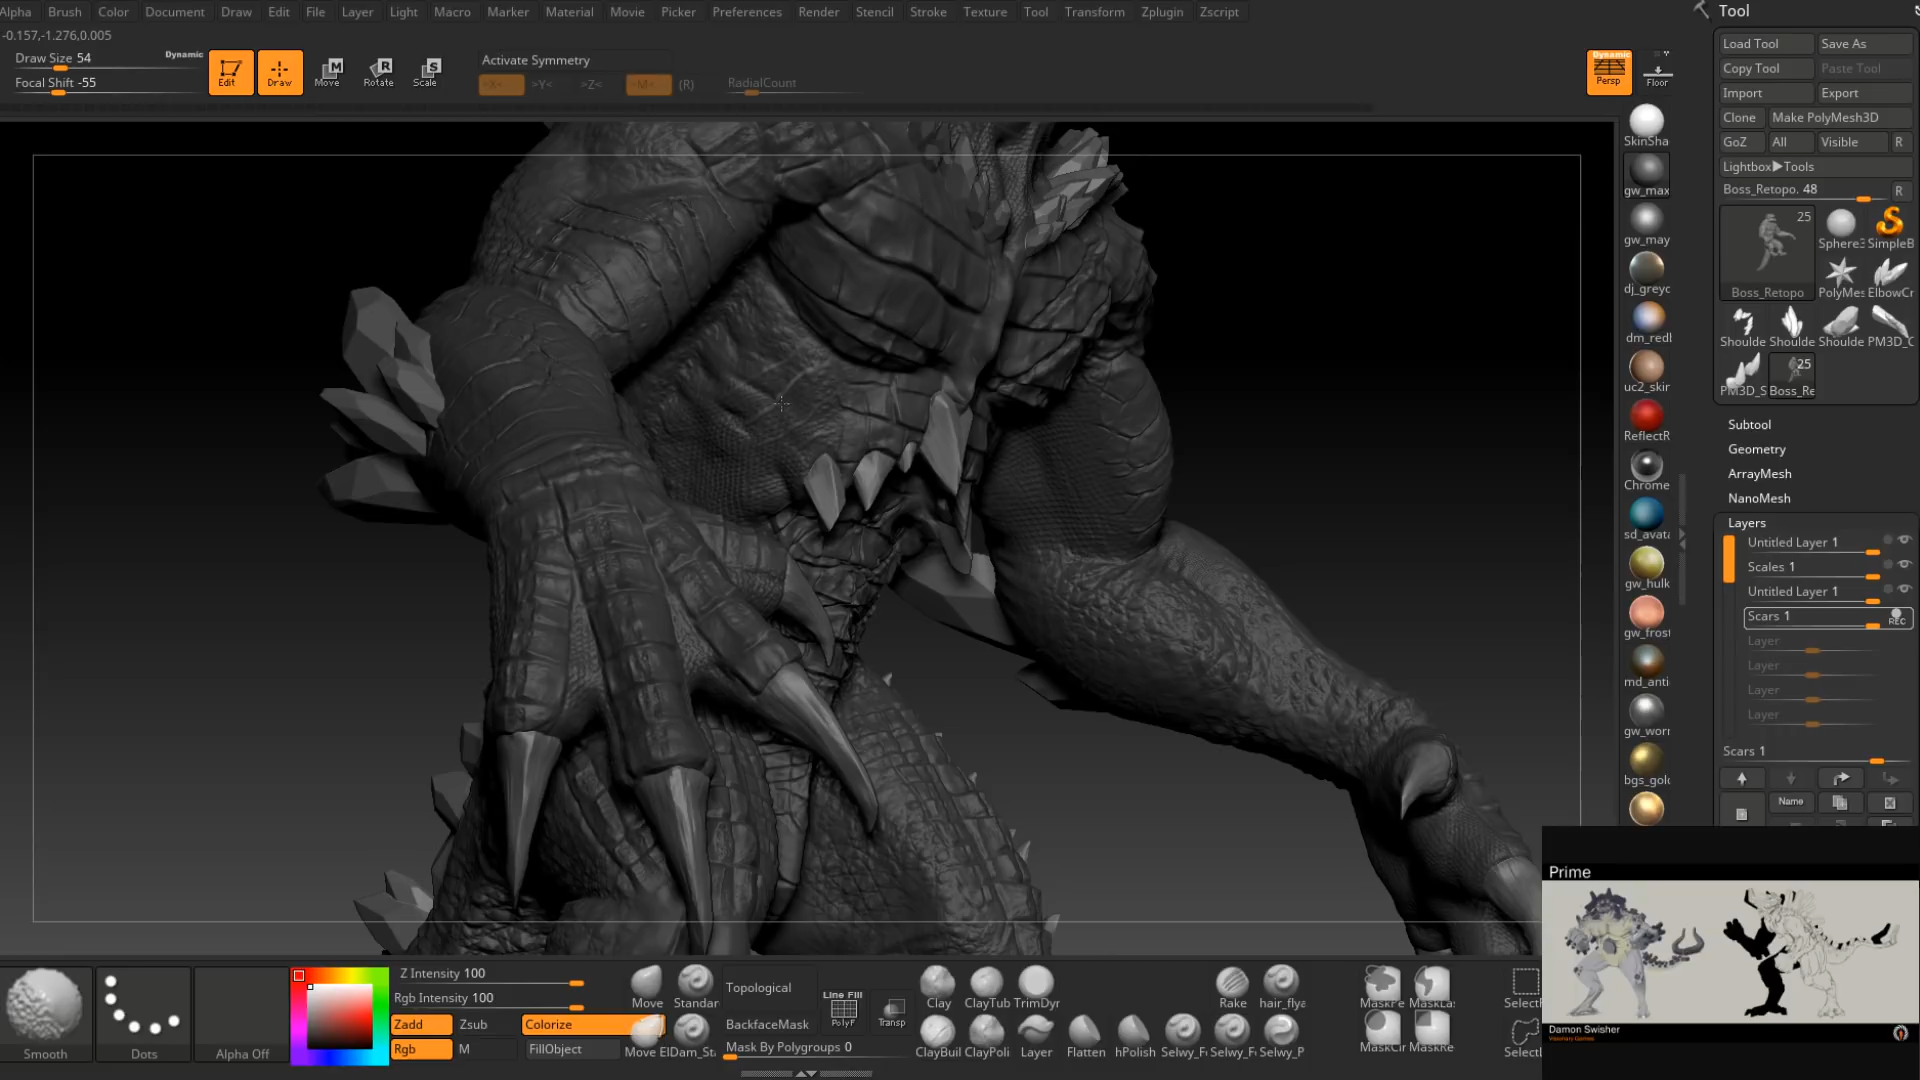 Alpha Brush Color Document Draw Edit File Layer Light Macro Marker Material Movie Picker Preferences Render Stencil Stroke Texture Tool Transform Zplugin Zscript
-0.157,-1.276,0.005
Draw Size 54
Dynamic
Focal Shift -55
Edit
Draw
Move
Rotate
Scale
M
R
S
Activate Symmetry
>X< >Y< >Z< >M< (R)
RadialCount
Dynamic
Persp
Floor
Tool
Load Tool Save As
Copy Tool Paste Tool
Import Export
Clone Make PolyMesh3D
GoZ All Visible R
Lightbox▶Tools
Boss_Retopo. 48 R
25
Boss_Retopo
Sphere3 SimpleB
PolyMes ElbowCr
Shoulde Shoulde Shoulde PM3D_C
25
PM3D_S Boss_Re
Subtool
Geometry
ArrayMesh
NanoMesh
Layers
Untitled Layer 1
Scales 1
Untitled Layer 1
Scars 1
REC
Layer
Layer
Layer
Layer
Scars 1
Name
SkinSha
gw_max
gw_may
dj_greyc
dm_redl
uc2_skin
ReflectR
Chrome
sd_avata
gw_hulk
gw_frost
md_anti
gw_worn
bgs_gold
Prime
Damon Swisher
Smooth
Dots
Alpha Off
Z Intensity 100
Rgb Intensity 100
Zadd Zsub
Rgb M
Colorize
FillObject
Move Standar
Move ElDam_Sta
Topological
BackfaceMask
Mask By Polygroups 0
Line Fill
PolyF
Transp
Clay ClayTub TrimDyr
ClayBuil ClayPoli Layer Flatten hPolish Selwy_F Selwy_F Selwy_P
Rake hair_flya
MaskPe MaskLas
MaskCir MaskRe
SelectR
SelectL